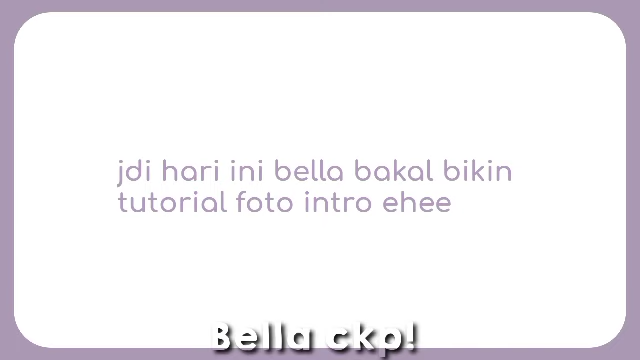 jdi hari ini bella bakal bikin
tutorial foto intro ehee
Bella ckp!